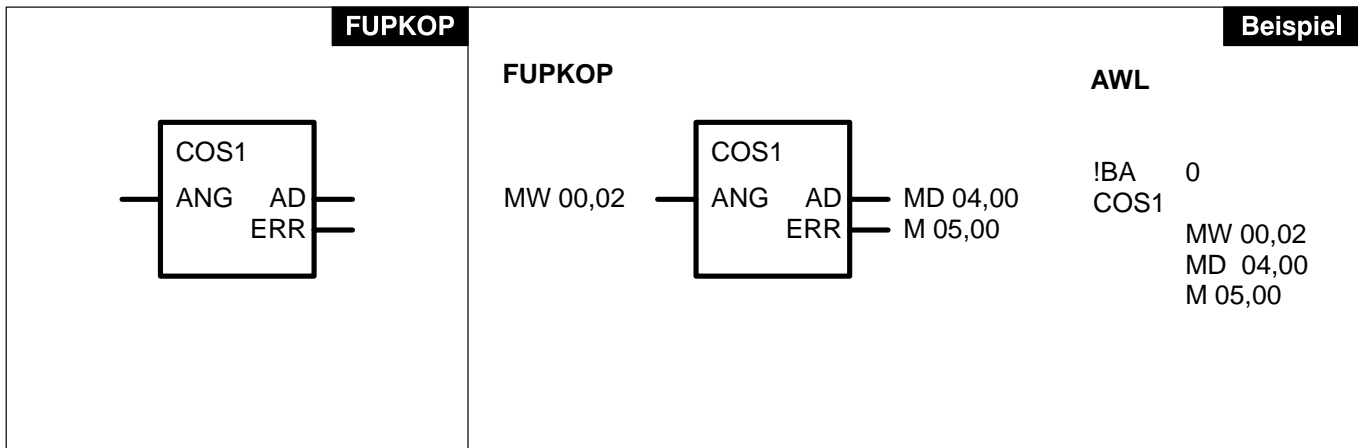 FUPKOP
COS1
ANG AD
ERR
Beispiel
FUPKOP
MW 00,02
COS1
ANG AD
ERR
MD 04,00
M 05,00
AWL
!BA 0
COS1
MW 00,02
MD 04,00
M 05,00